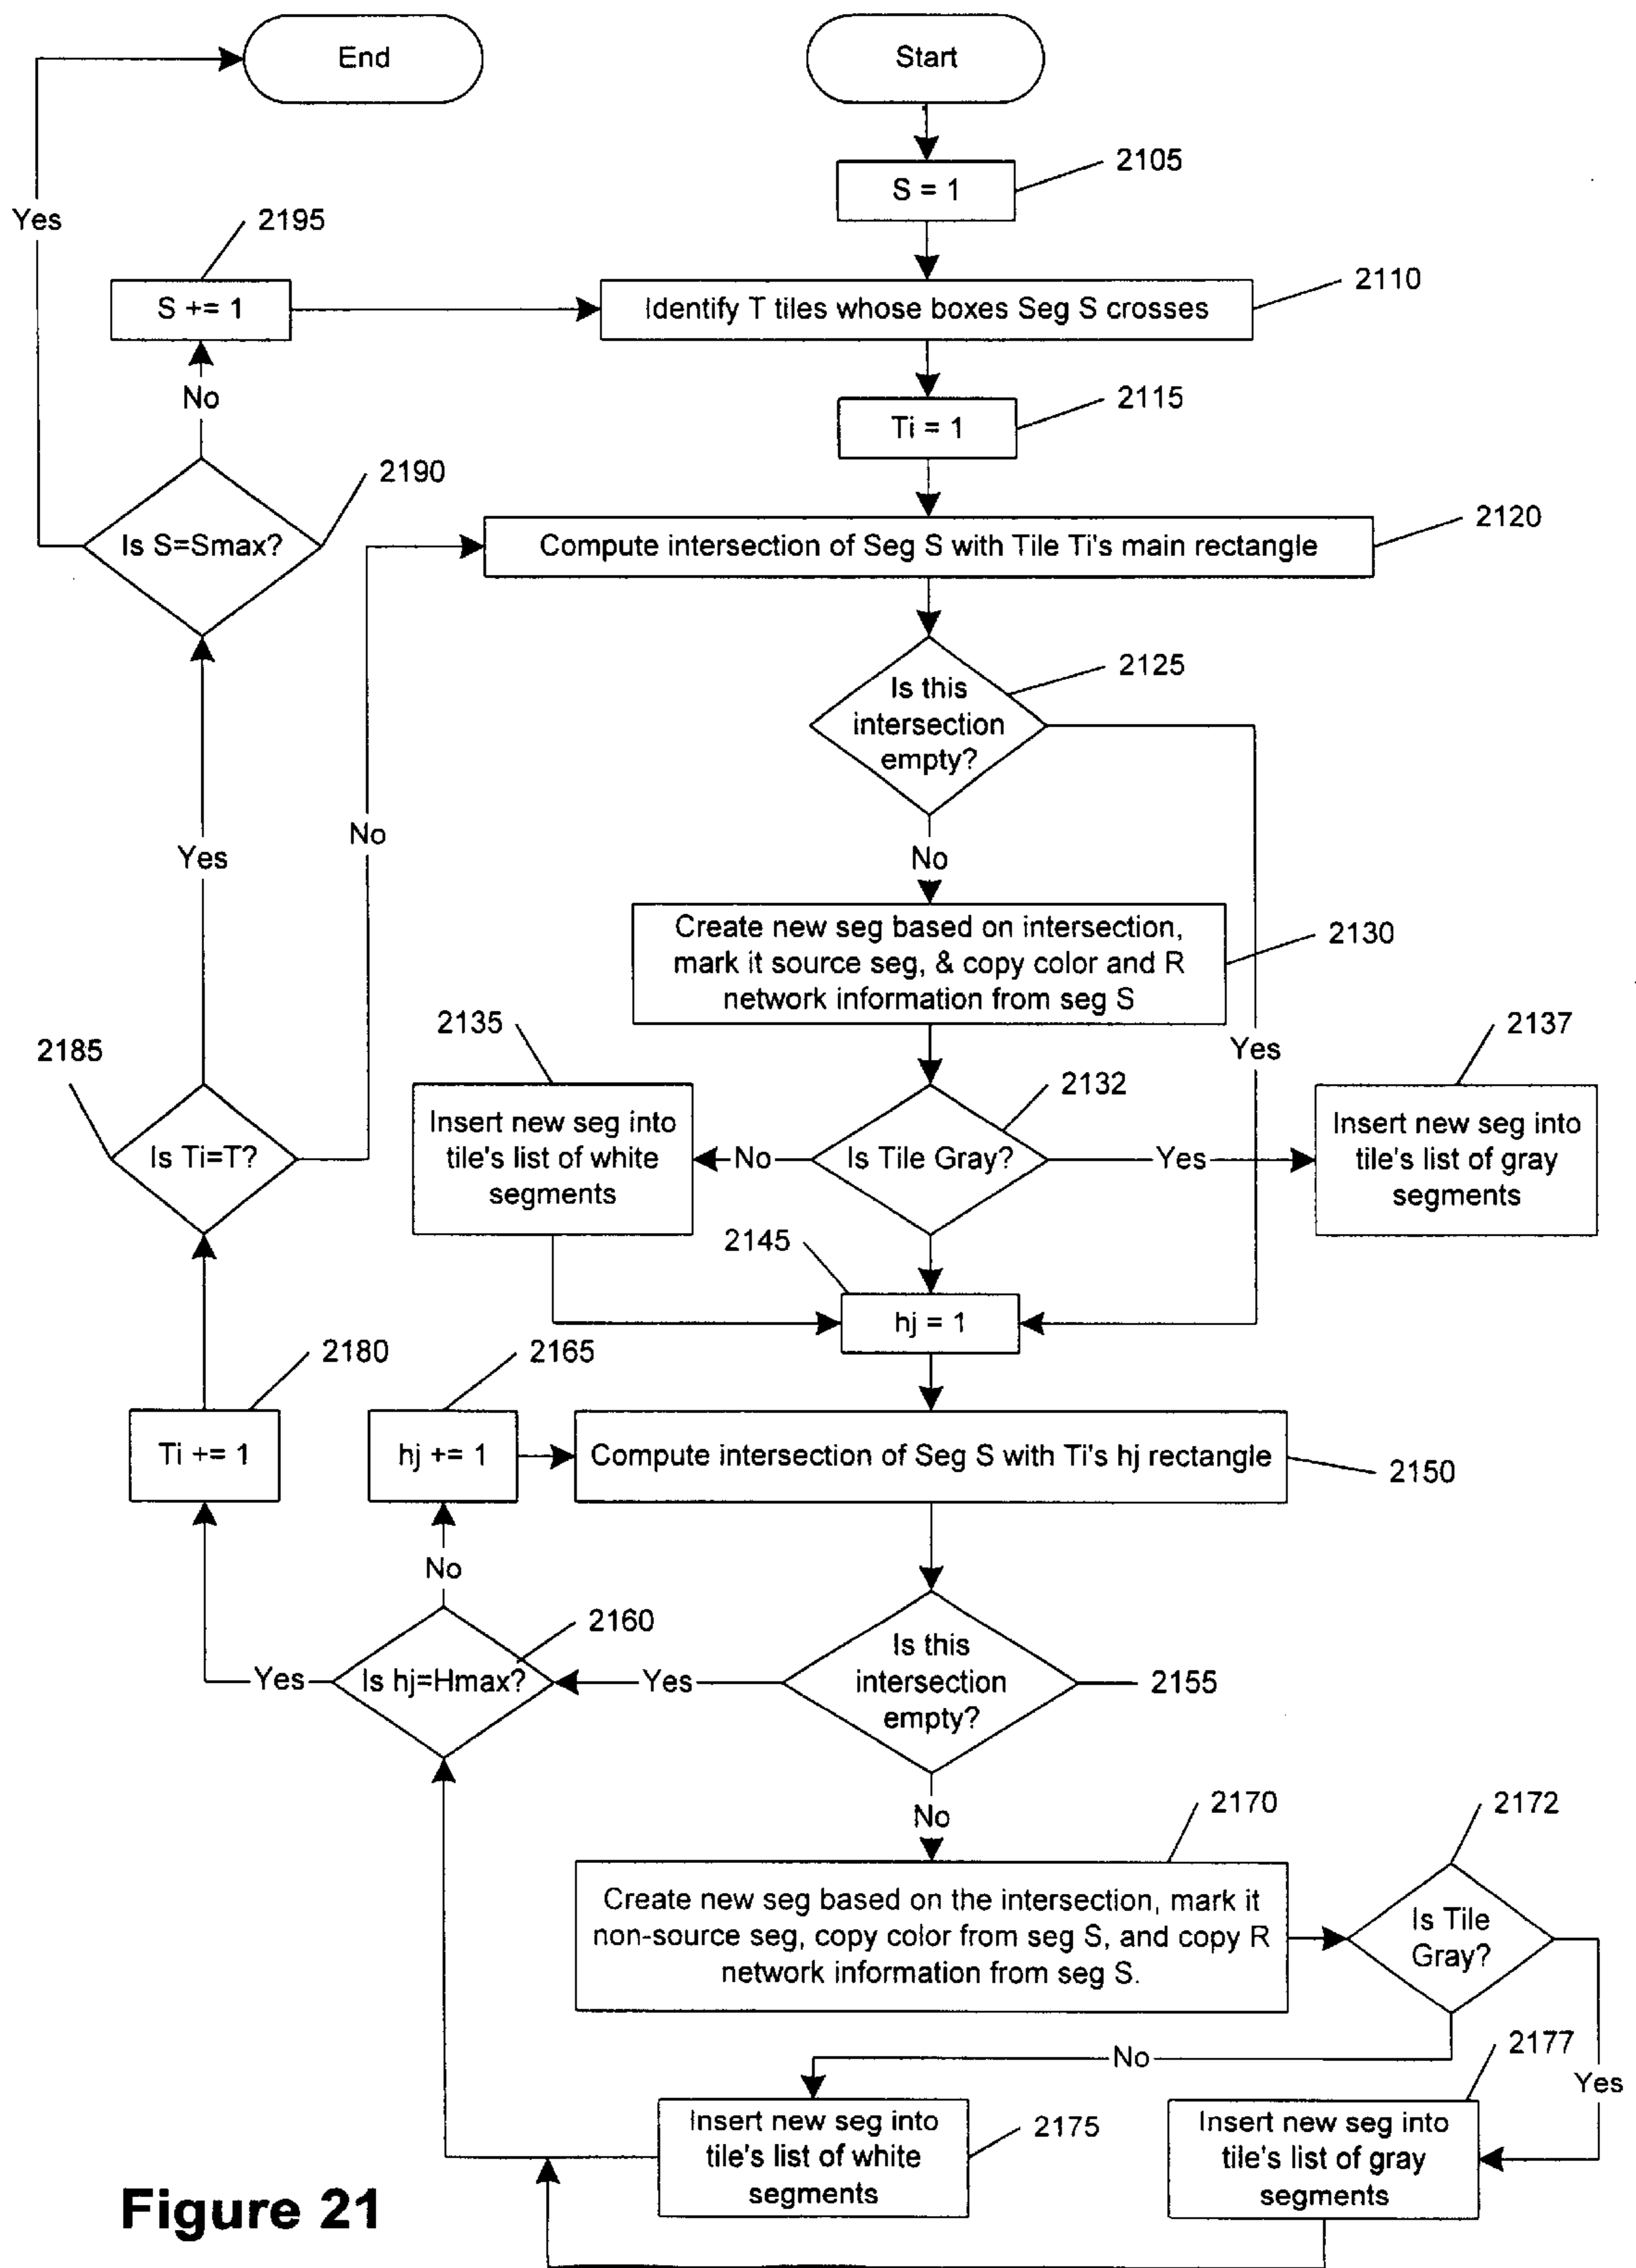 End
Start
2105
S = 1
Yes
2195
S += 1
2110
Identify T tiles whose boxes Seg S crosses
No
2115
Ti = 1
2190
Is S=Smax?
2120
Compute intersection of Seg S with Tile Ti's main rectangle
2125
Is this
intersection
empty?
No
Yes
No
Create new seg based on intersection,
mark it source seg, & copy color and R
network information from seg S
2130
2135
2137
Yes
2185
2132
Insert new seg into
tile's list of white
segments
Is Ti=T?
No
Is Tile Gray?
Yes
Insert new seg into
tile's list of gray
segments
2145
hj = 1
2180
2165
Ti += 1
hj += 1
Compute intersection of Seg S with Ti's hj rectangle
2150
No
2160
Is this
intersection
empty?
Yes
Is hj=Hmax?
Yes
2155
No
2170
2172
Create new seg based on the intersection, mark it
non-source seg, copy color from seg S, and copy R
network information from seg S.
Is Tile
Gray?
No
2177
Yes
Insert new seg into
tile's list of white
segments
2175
Insert new seg into
tile's list of gray
segments
Figure 21